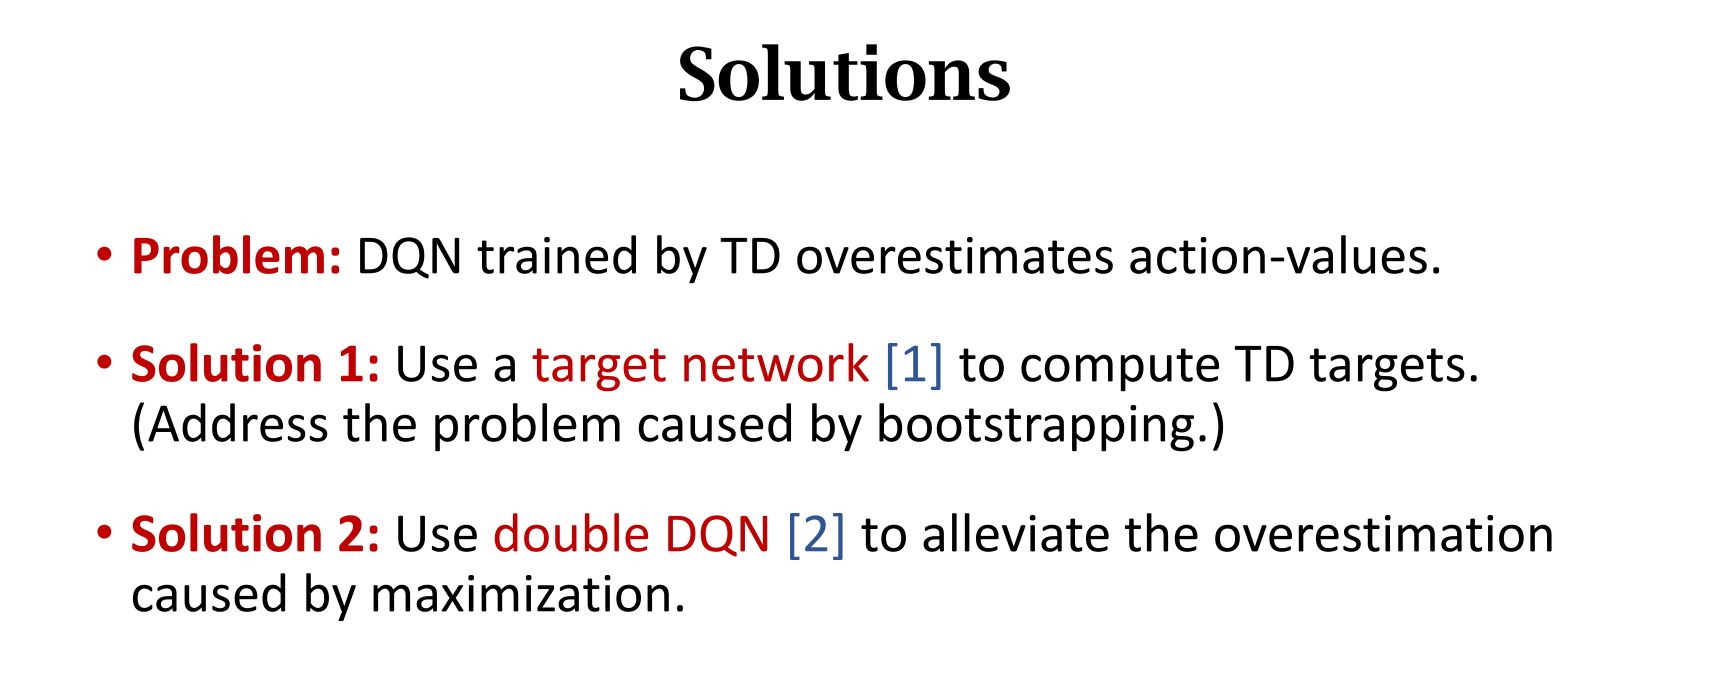 Solutions
• Problem: DQN trained by TD overestimates action-values.
• Solution 1: Use a target network [1] to compute TD targets.
(Address the problem caused by bootstrapping.)
• Solution 2: Use double DQN [2] to alleviate the overestimation
caused by maximization.